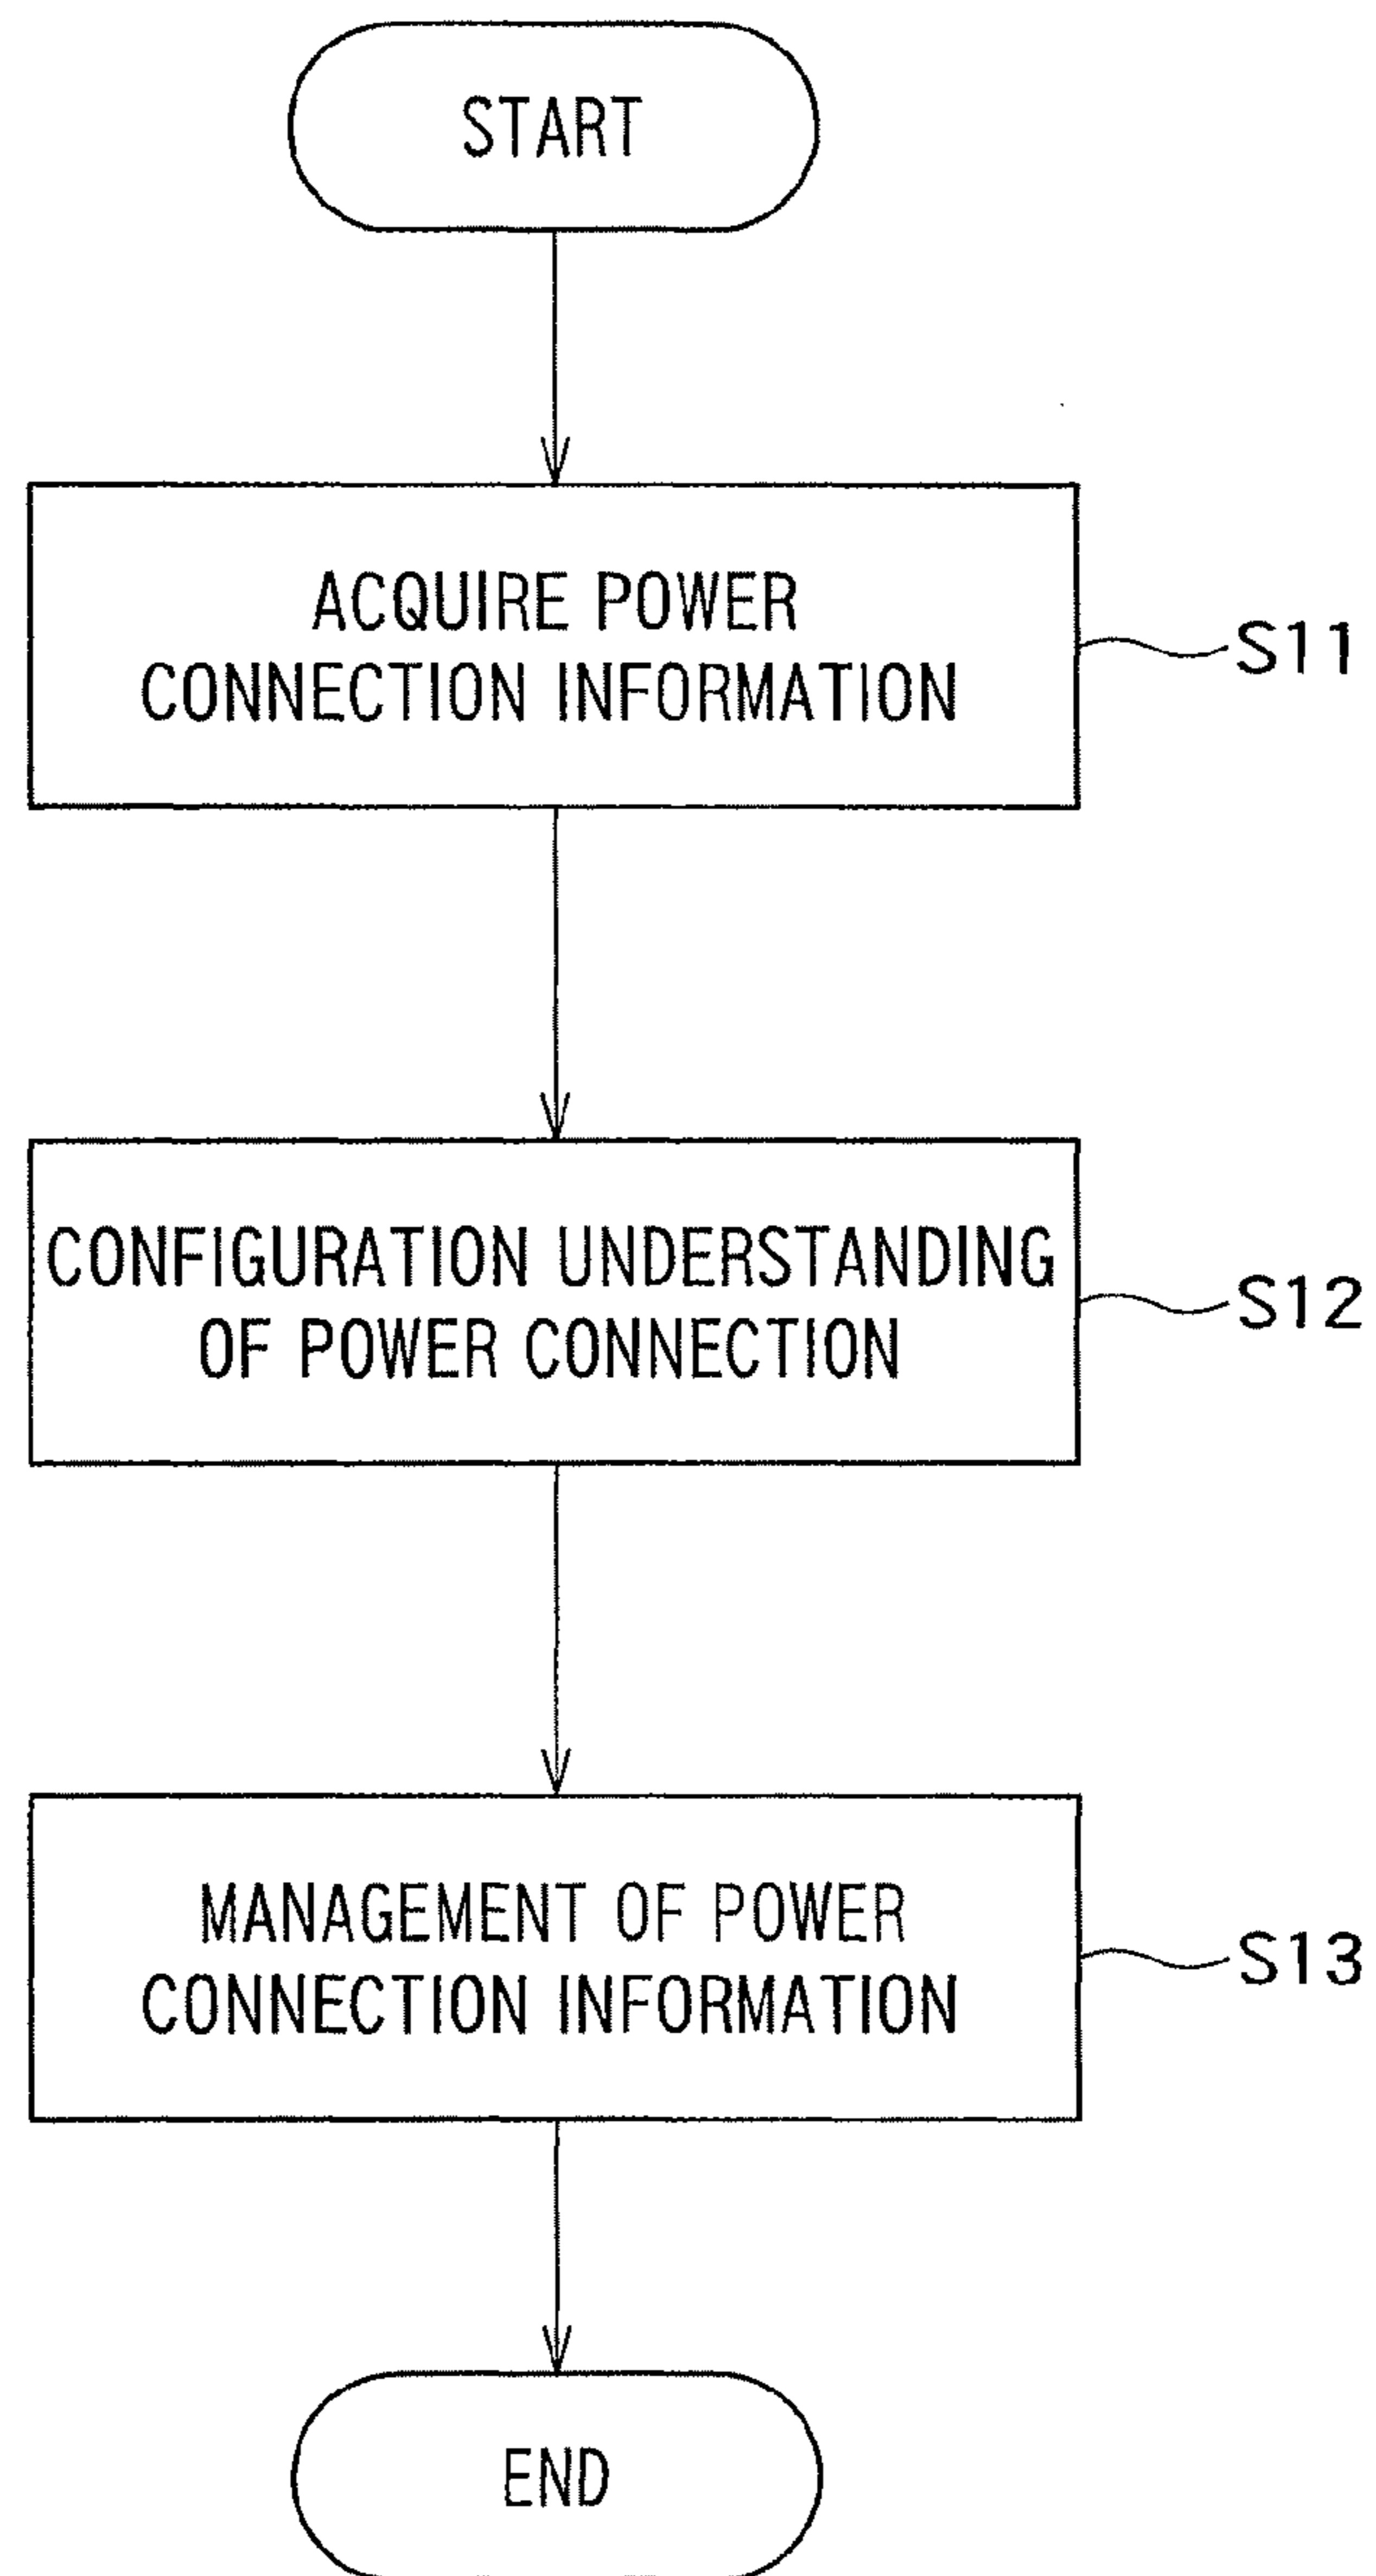 START
ACQUIRE POWER
CONNECTION INFORMATION
S11
CONFIGURATION UNDERSTANDING
OF POWER CONNECTION
S12
MANAGEMENT OF POWER
CONNECTION INFORMATION
S13
END